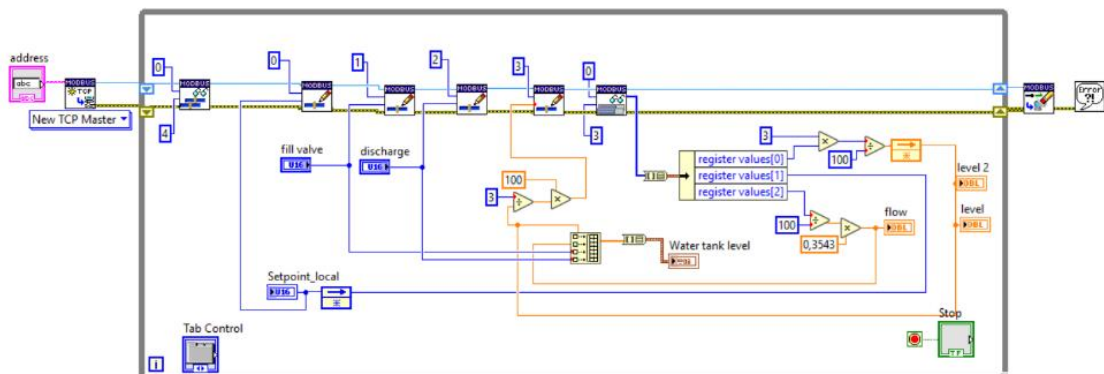 address
abc
MODBUS
TCP
New TCP Master
0
MODBUS
4
0
MODBUS
1
MODBUS
2
MODBUS
3
MODBUS
0
MODBUS
3
MODBUS
Error
?!
fill valve
U16
discharge
U16
100
3
÷
×
register values[0]
register values[1]
register values[2]
3
×
÷
100
level 2
DBL
level
DBL
÷
100
×
0,3543
flow
DBL
Water tank level
Setpoint_local
U16
Tab Control
i
Stop
TF